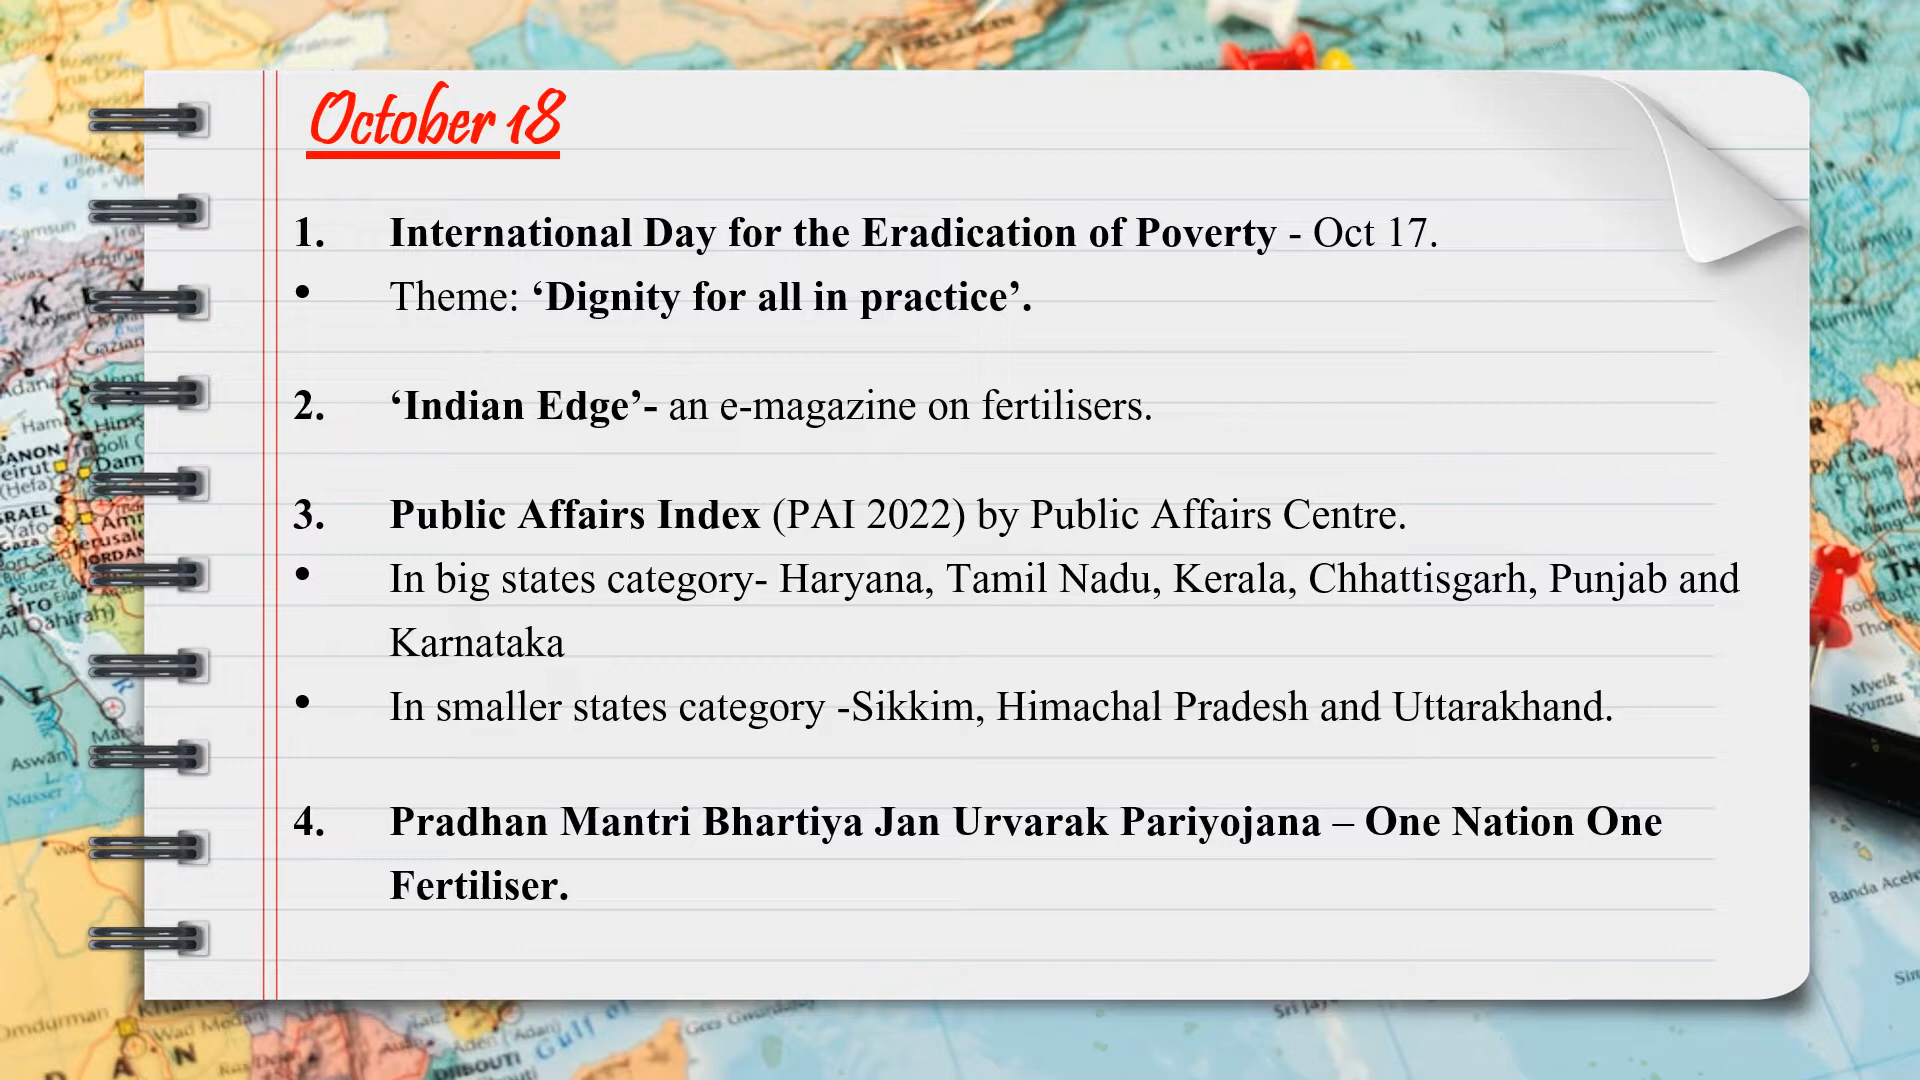 October 18
1. International Day for the Eradication of Poverty - Oct 17.
• Theme: ‘Dignity for all in practice’.
2. ‘Indian Edge’- an e-magazine on fertilisers.
3. Public Affairs Index (PAI 2022) by Public Affairs Centre.
• In big states category- Haryana, Tamil Nadu, Kerala, Chhattisgarh, Punjab and
Karnataka
• In smaller states category -Sikkim, Himachal Pradesh and Uttarakhand.
4. Pradhan Mantri Bhartiya Jan Urvarak Pariyojana – One Nation One
Fertiliser.